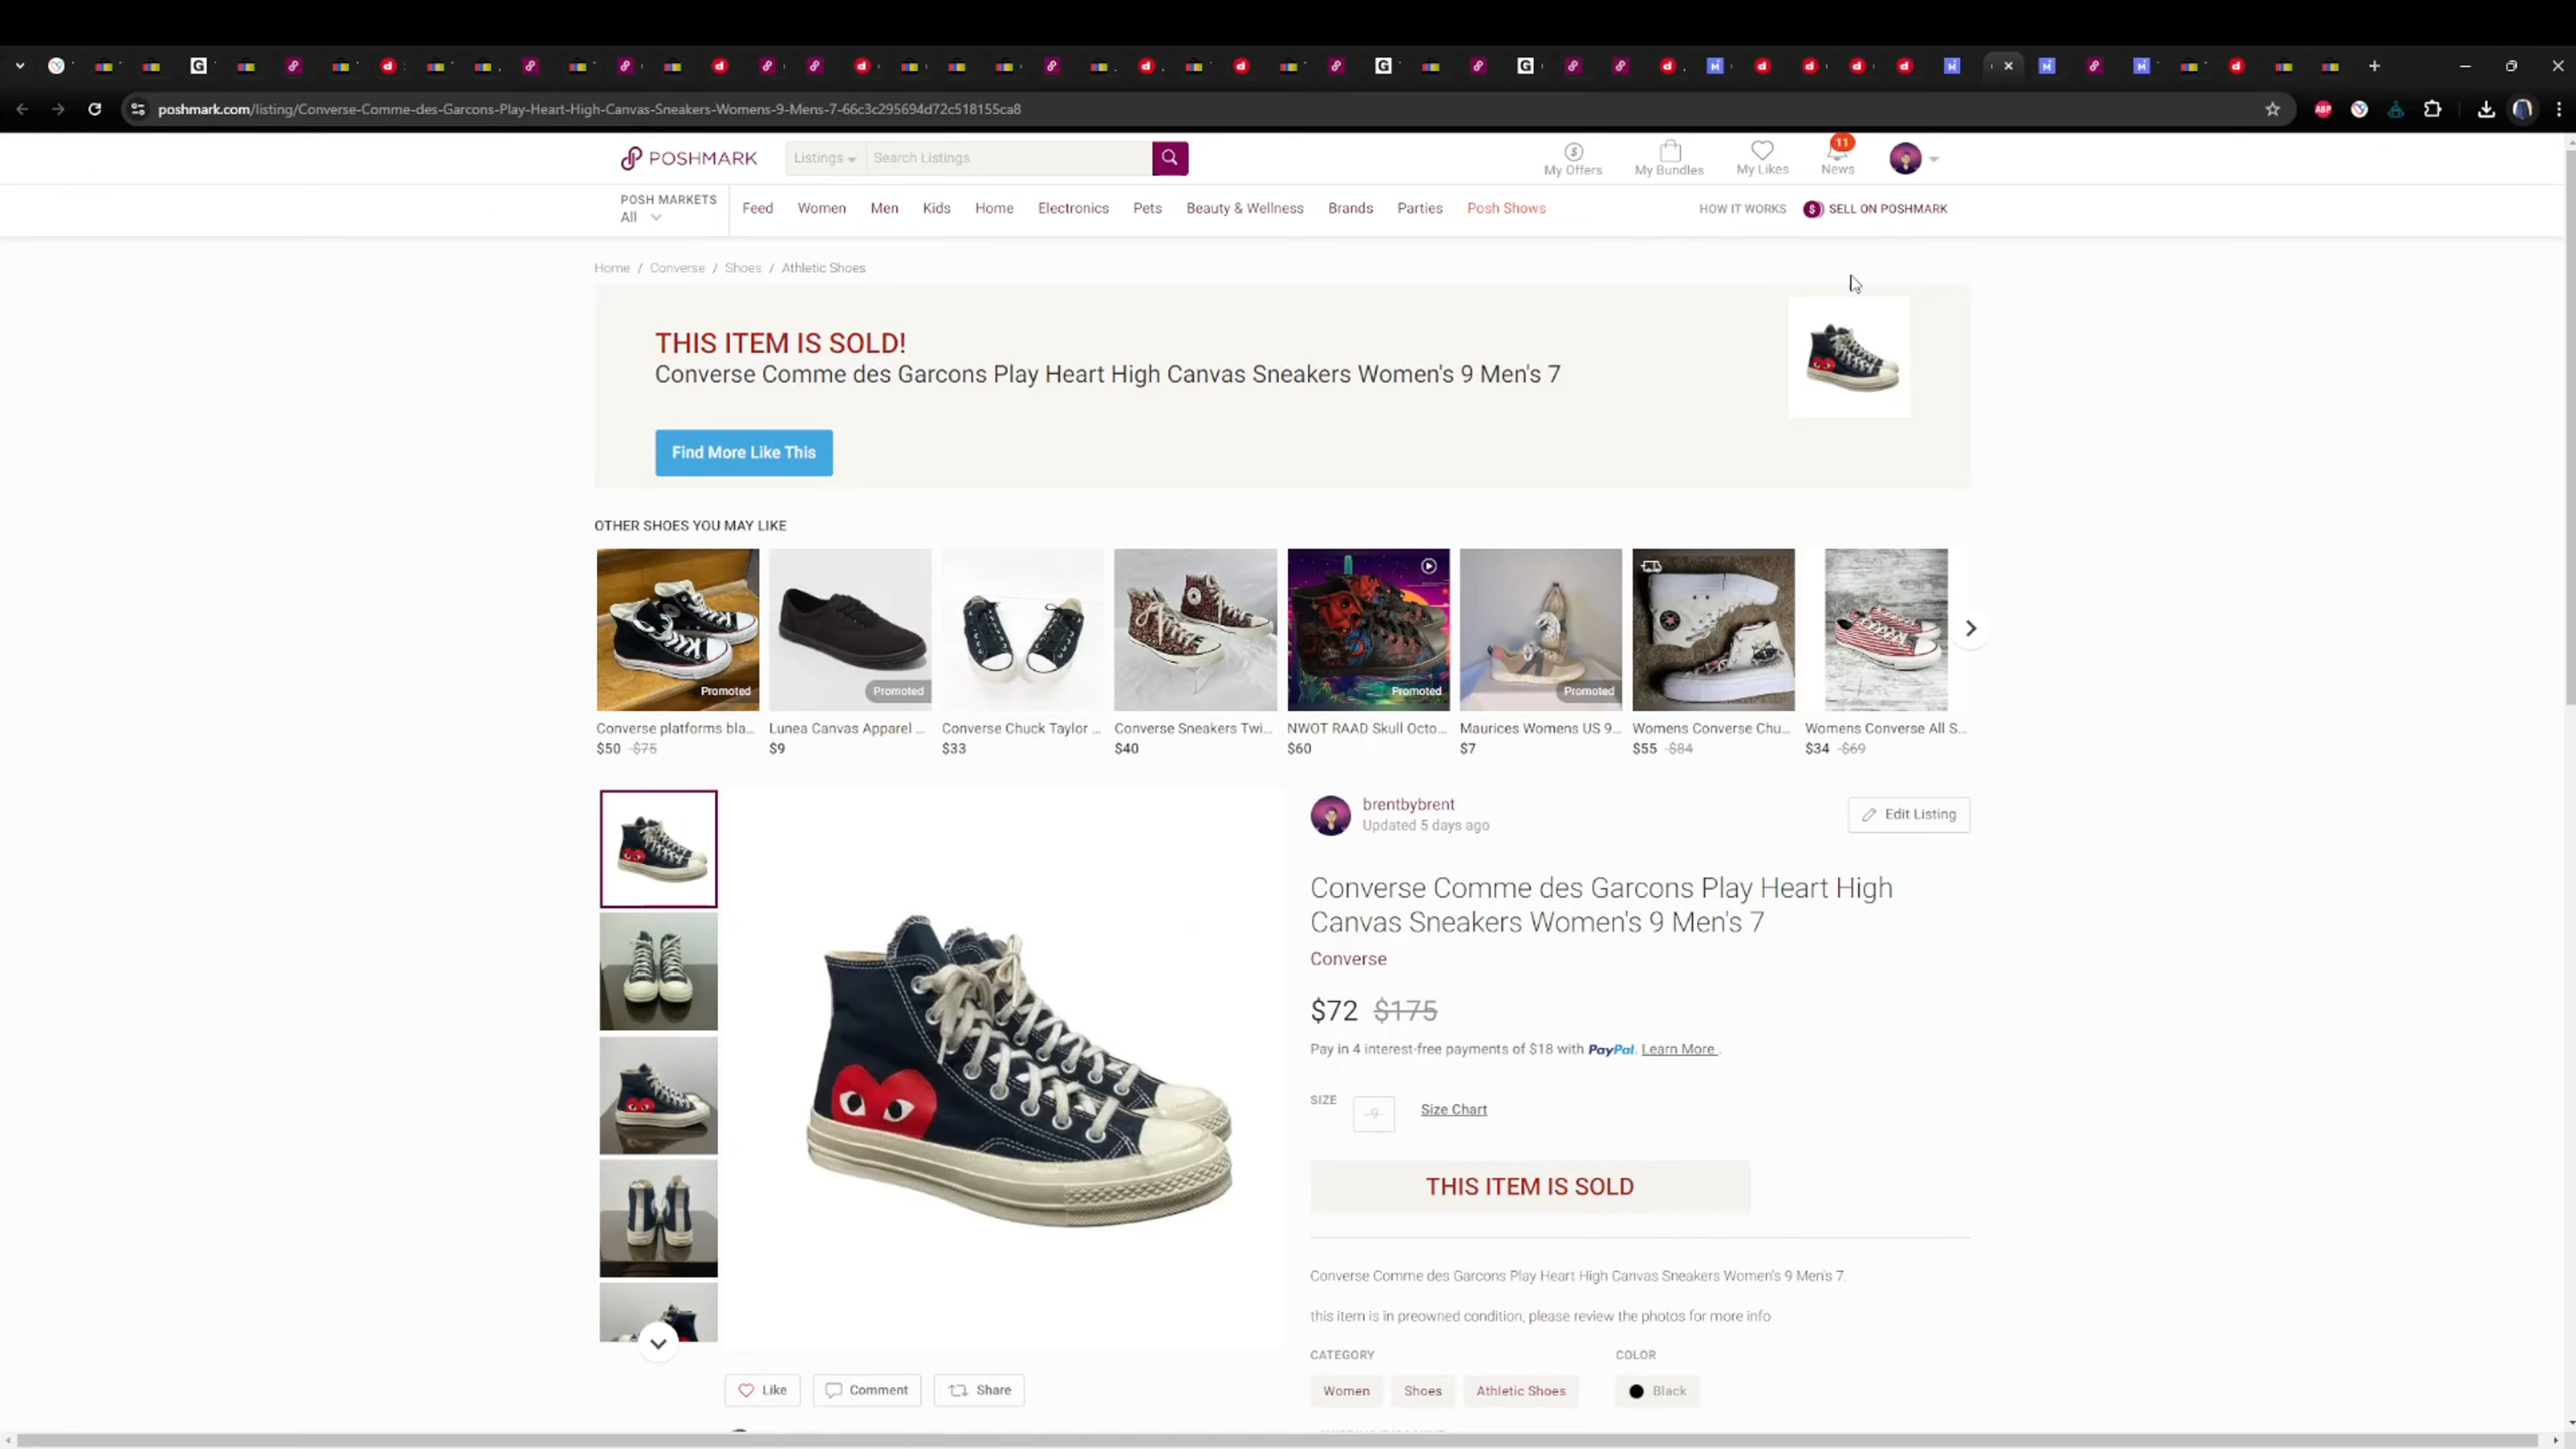 poshmark.com/listing/Converse-Comme-des-Garcons-Play-Heart-High-Canvas-Sneakers-Womens-9-Mens-7-66c3c295694d72c518155ca8
ABP
POSHMARK
Listings
Search Listings
My Offers
My Bundles
My Likes
11
News
POSH MARKETS
All
Feed
Women
Men
Kids
Home
Electronics
Pets
Beauty & Wellness
Brands
Parties
Posh Shows
HOW IT WORKS
SELL ON POSHMARK
Home / Converse / Shoes / Athletic Shoes
THIS ITEM IS SOLD!
Converse Comme des Garcons Play Heart High Canvas Sneakers Women's 9 Men's 7
Find More Like This
OTHER SHOES YOU MAY LIKE
Promoted
Promoted
Promoted
Promoted
Converse platforms bla...
$50 $75
Lunea Canvas Apparel ...
$9
Converse Chuck Taylor ...
$33
Converse Sneakers Twi...
$40
NWOT RAAD Skull Octo...
$60
Maurices Womens US 9...
$7
Womens Converse Chu...
$55 $84
Womens Converse All S...
$34 $69
brentbybrent
Updated 5 days ago
Edit Listing
Converse Comme des Garcons Play Heart High
Canvas Sneakers Women's 9 Men's 7
Converse
$72 $175
Pay in 4 interest-free payments of $18 with PayPal. Learn More .
SIZE
9
Size Chart
THIS ITEM IS SOLD
Converse Comme des Garcons Play Heart High Canvas Sneakers Women's 9 Men's 7.
this item is in preowned condition, please review the photos for more info
CATEGORY
COLOR
Women
Shoes
Athletic Shoes
Black
Like
Comment
Share